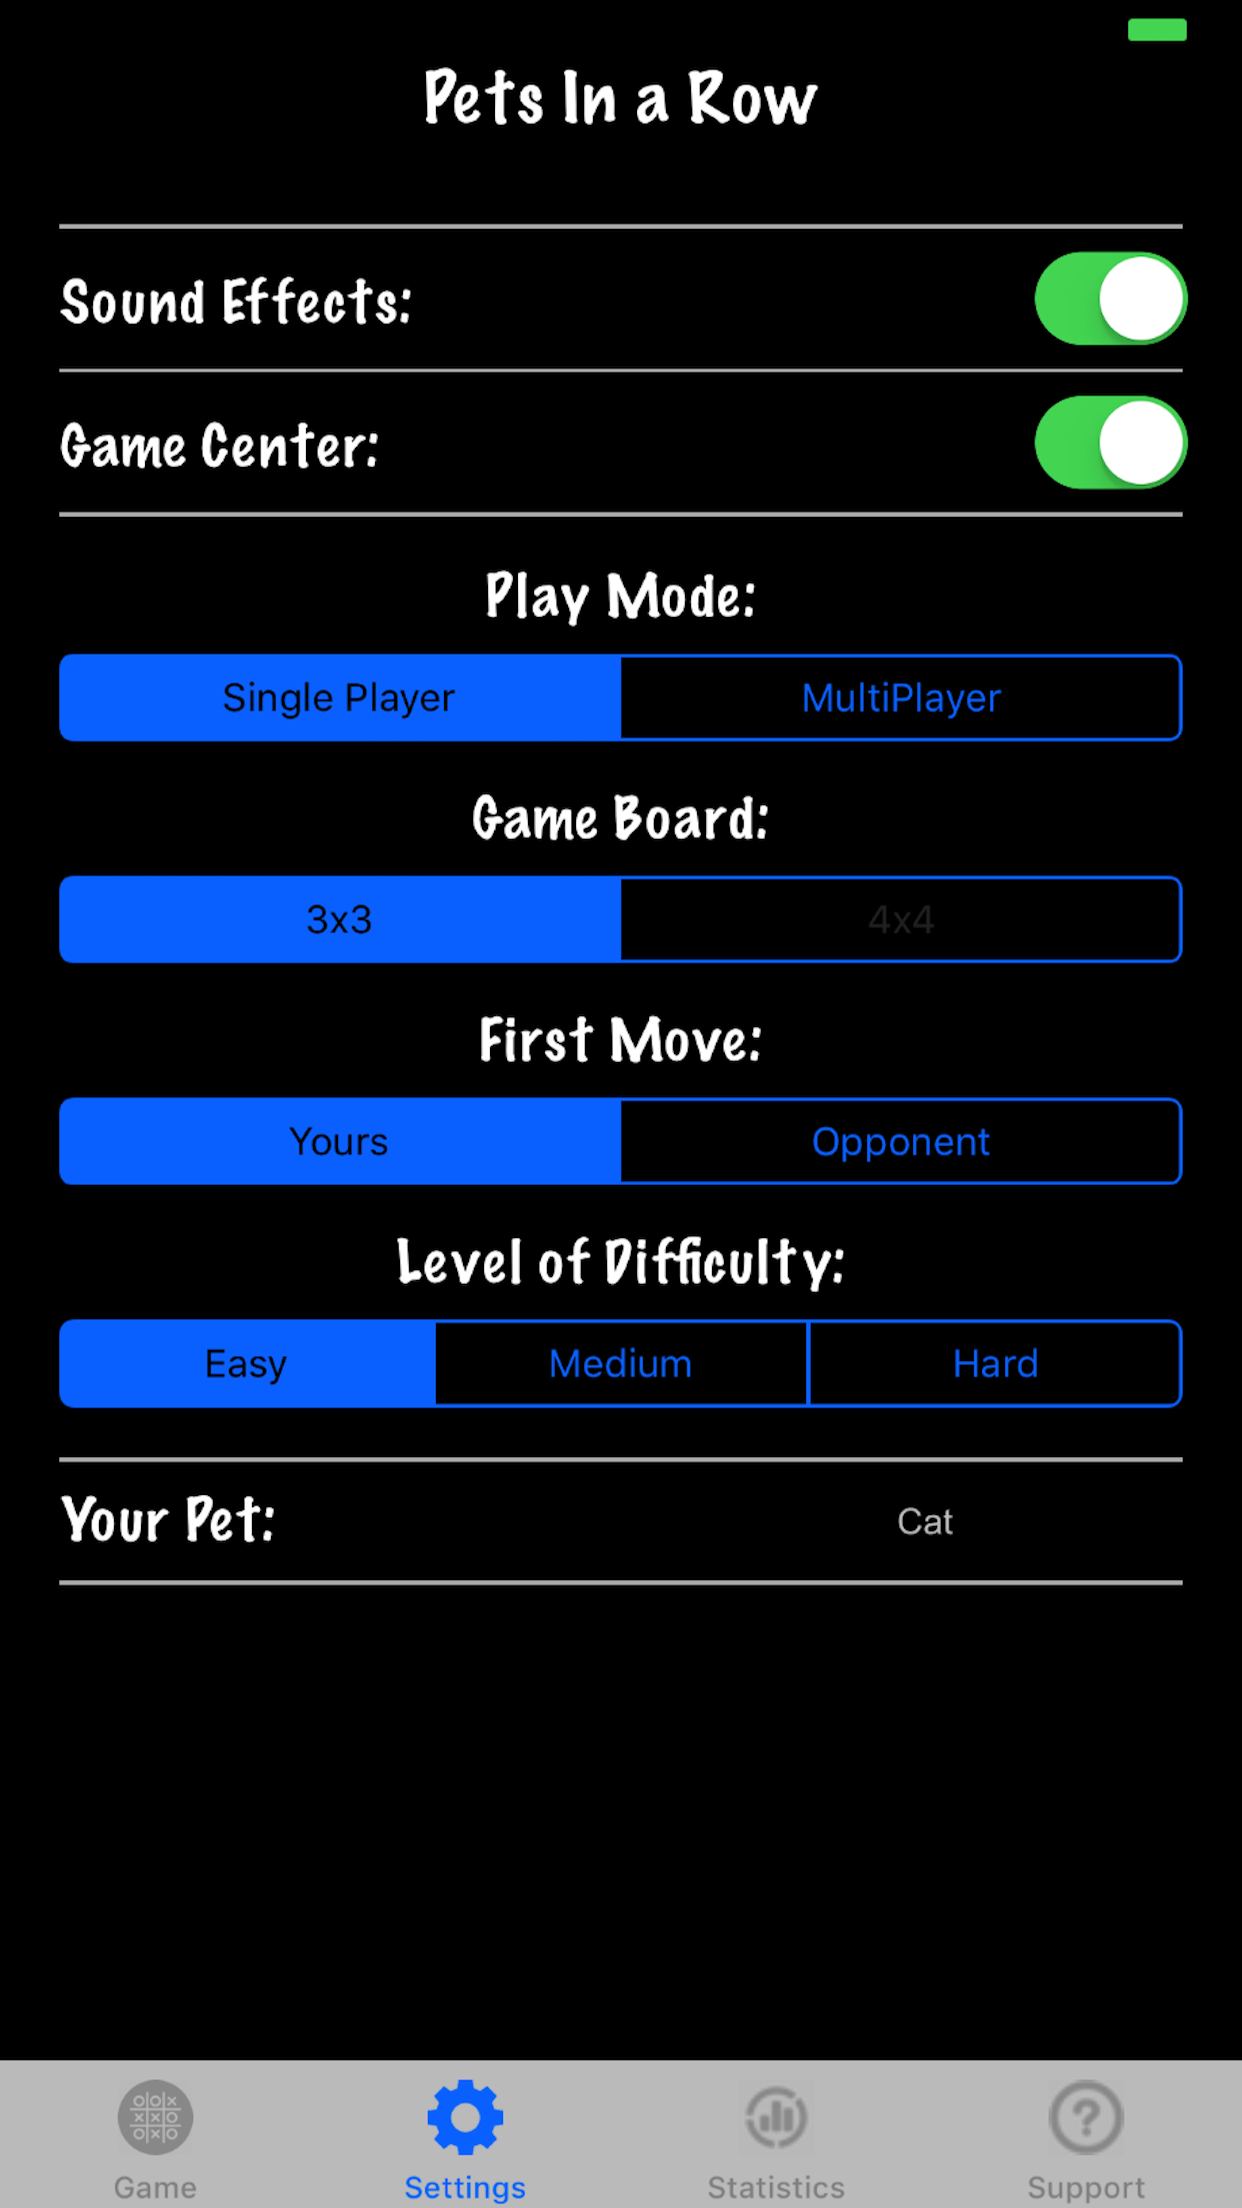 Pets In a Row
Sound Effects:
Game Center:
Play Mode:
Single Player MultiPlayer
Game Board:
3x3 4x4
First Move:
Yours Opponent
Level of Difficulty:
Easy Medium Hard
Your Pet: Cat
Game Settings Statistics Support